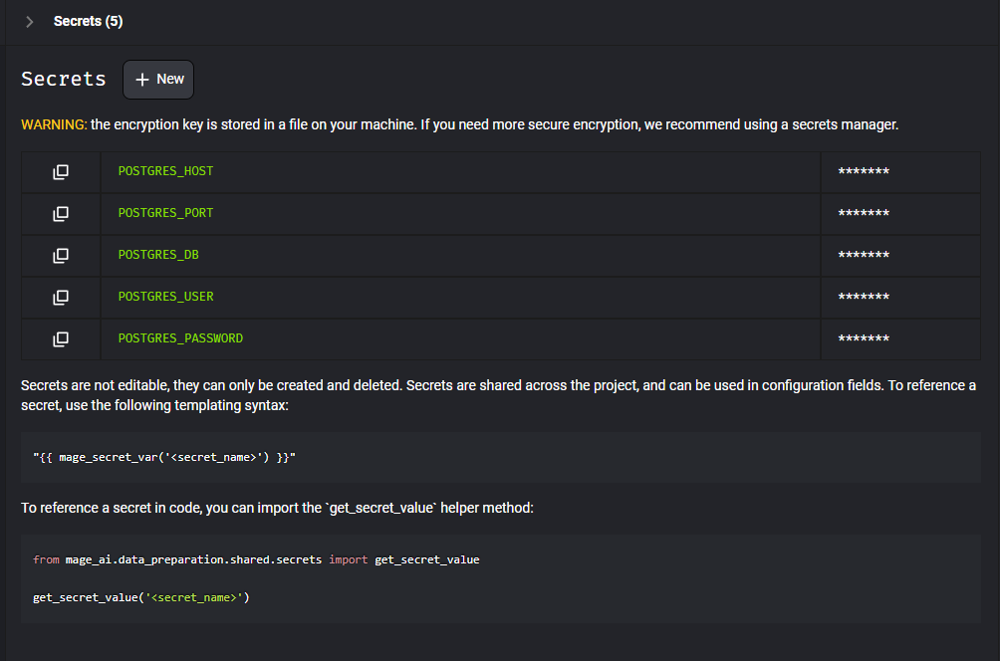 Secrets (5)
Secrets
+ New
WARNING: the encryption key is stored in a file on your machine. If you need more secure encryption, we recommend using a secrets manager.
POSTGRES_HOST *******
POSTGRES_PORT *******
POSTGRES_DB *******
POSTGRES_USER *******
POSTGRES_PASSWORD *******
Secrets are not editable, they can only be created and deleted. Secrets are shared across the project, and can be used in configuration fields. To reference a
secret, use the following templating syntax:
"{{ mage_secret_var('<secret_name>') }}"
To reference a secret in code, you can import the `get_secret_value` helper method:
from mage_ai.data_preparation.shared.secrets import get_secret_value
get_secret_value('<secret_name>')